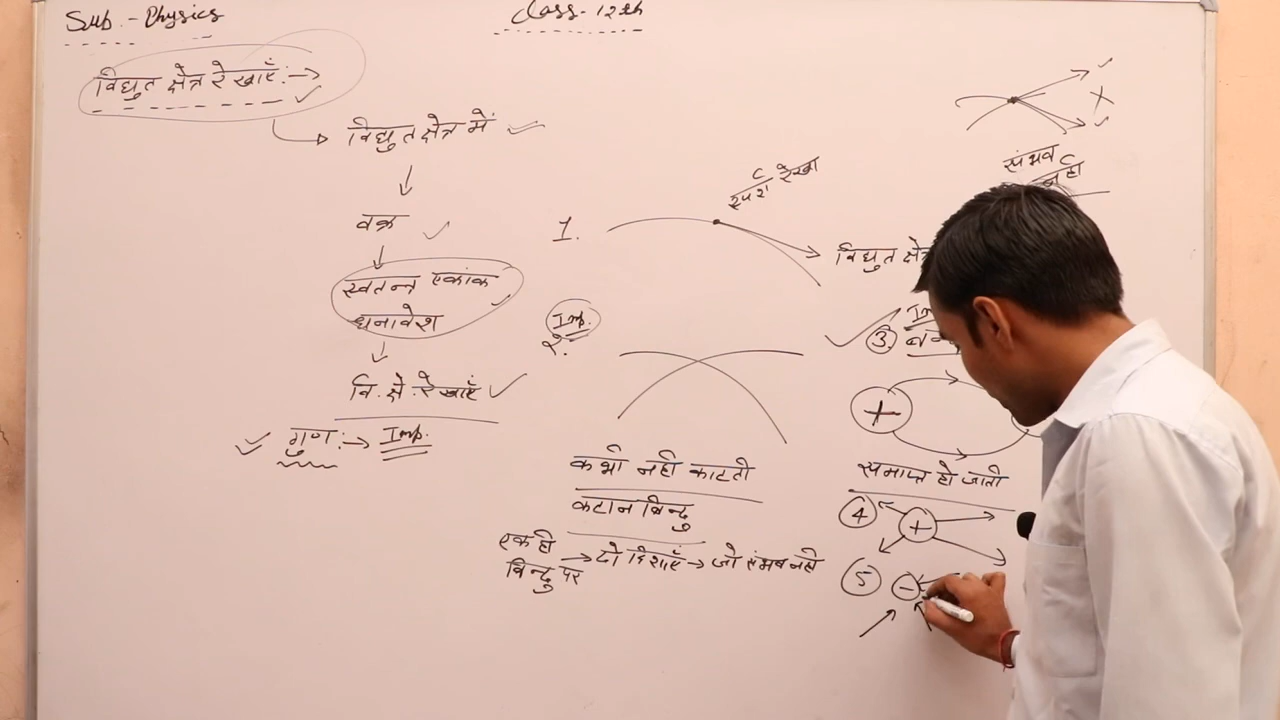 Sub.- Physics
Class-12th
विद्युत क्षेत्र रेखाएँ:→
विद्युत क्षेत्र में
वक्र
स्वतन्त्र एकांक
धनावेश
वि. क्षे. रेखाएँ
गुण:→ Imp.
1.
स्पर्श रेखा
विद्युत क्षेत्र
संभव
नहीं
Imp.
2.
कभी नहीं काटती
कटान बिन्दु
एक ही
बिन्दु पर → दो दिशाएँ → जो संभव नहीं
3.
+
समाप्त हो जाती
4 +
5 -